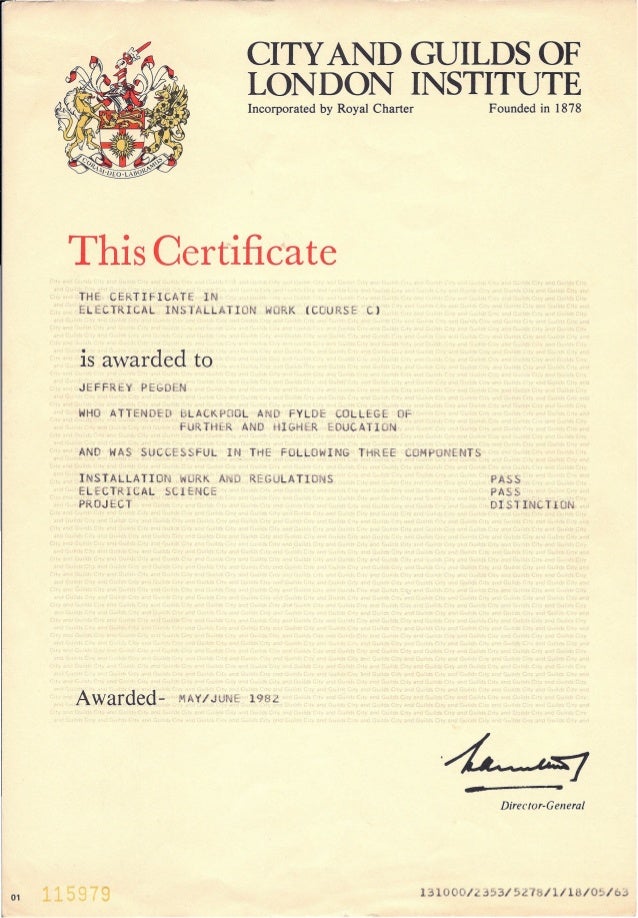 CITY AND GUILDS OF
LONDON INSTITUTE
Incorporated by Royal Charter Founded in 1878
This Certificate
THE CERTIFICATE IN
ELECTRICAL INSTALLATION WORK (COURSE C)
is awarded to
JEFFREY PEGDEN
WHO ATTENDED BLACKPOOL AND FYLDE COLLEGE OF
FURTHER AND HIGHER EDUCATION
AND WAS SUCCESSFUL IN THE FOLLOWING THREE COMPONENTS
INSTALLATION WORK AND REGULATIONS PASS
ELECTRICAL SCIENCE PASS
PROJECT DISTINCTION
Awarded- MAY/JUNE 1982
Director-General
01 115979 131000/2353/5278/1/18/05/63